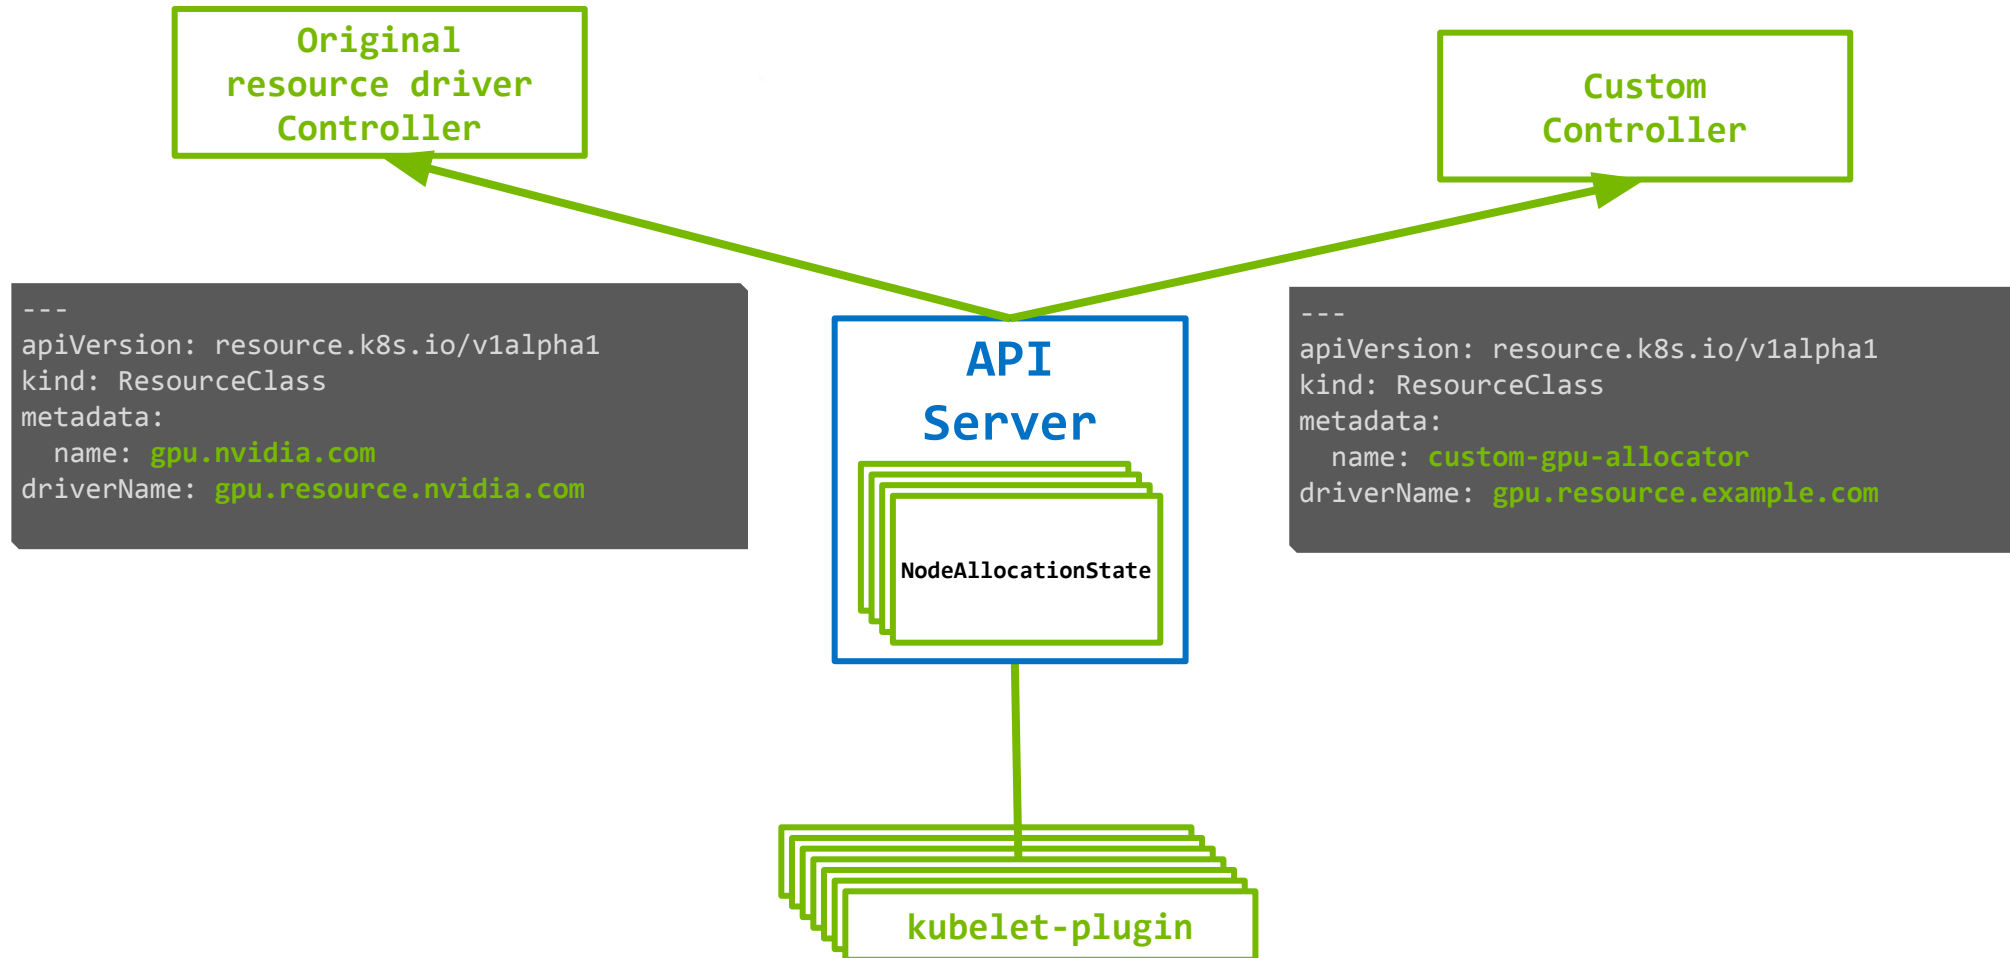 Original
resource driver
Controller
Custom
Controller
---
apiVersion: resource.k8s.io/v1alpha1
kind: ResourceClass
metadata:
  name: gpu.nvidia.com
driverName: gpu.resource.nvidia.com
API
Server
NodeAllocationState
---
apiVersion: resource.k8s.io/v1alpha1
kind: ResourceClass
metadata:
  name: custom-gpu-allocator
driverName: gpu.resource.example.com
kubelet-plugin